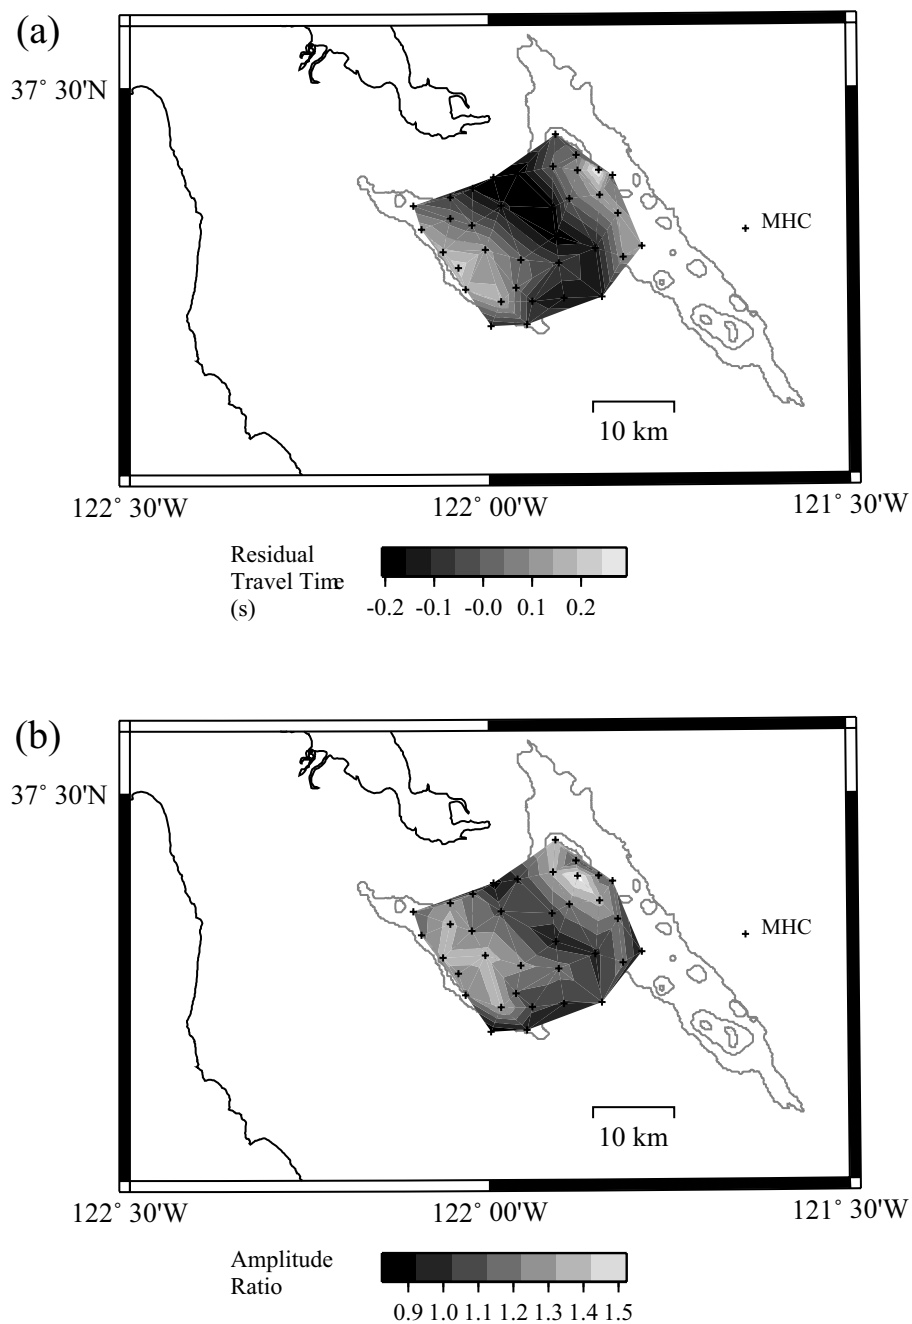 (a)
37° 30'N
MHC
10 km
122° 30'W 122° 00'W 121° 30'W
Residual
Travel Time
(s)
-0.2 -0.1 -0.0 0.1 0.2
(b)
37° 30'N
MHC
10 km
122° 30'W 122° 00'W 121° 30'W
Amplitude
Ratio
0.9 1.0 1.1 1.2 1.3 1.4 1.5